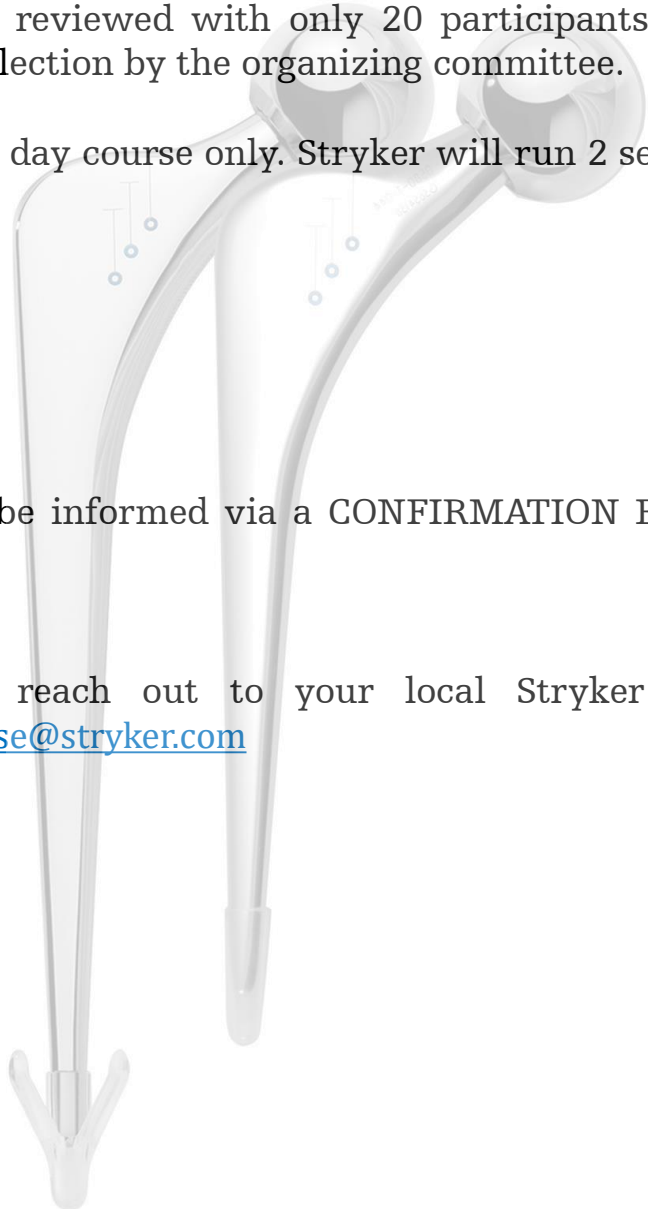 reviewed with only 20 participants
lection by the organizing committee.
day course only. Stryker will run 2 se
be informed via a CONFIRMATION
reach out to your local Stryker
se@stryker.com